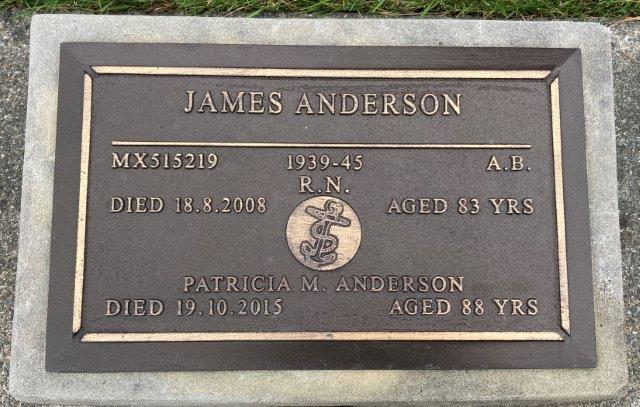 JAMES ANDERSON
MX515219 1939-45 A.B.
R.N.
DIED 18.8.2008 AGED 83 YRS
PATRICIA M. ANDERSON
DIED 19.10.2015 AGED 88 YRS